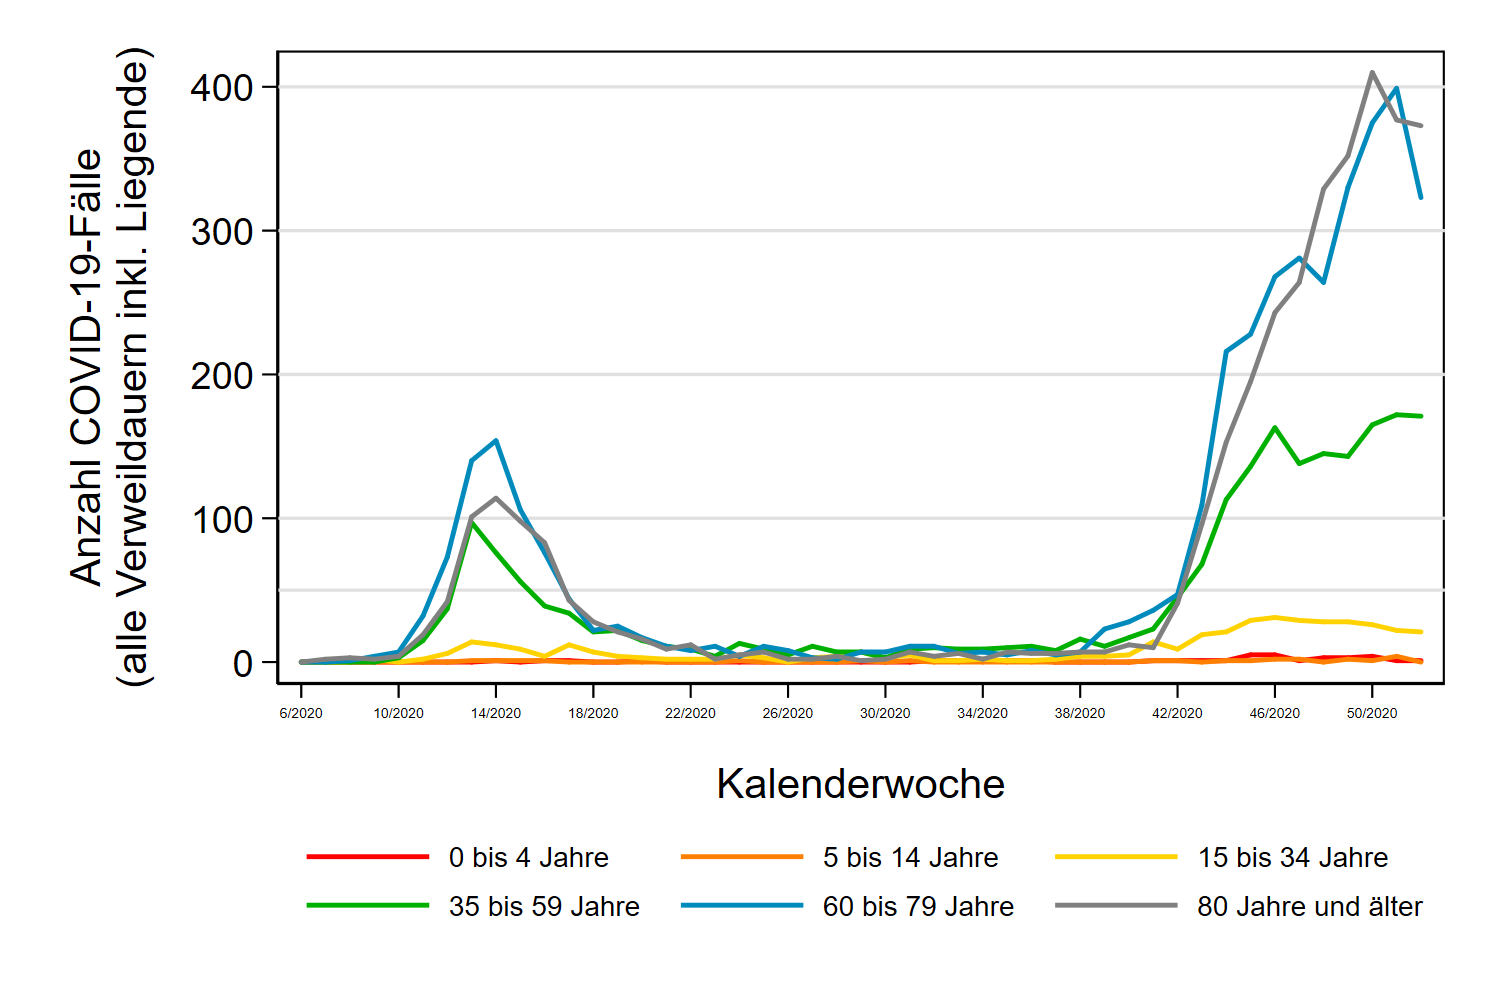 Anzahl COVID-19-Fälle
(alle Verweildauern inkl. Liegende)
400
300
200
100
0
6/2020 10/2020 14/2020 18/2020 22/2020 26/2020 30/2020 34/2020 38/2020 42/2020 46/2020 50/2020
Kalenderwoche
0 bis 4 Jahre 5 bis 14 Jahre 15 bis 34 Jahre
35 bis 59 Jahre 60 bis 79 Jahre 80 Jahre und älter